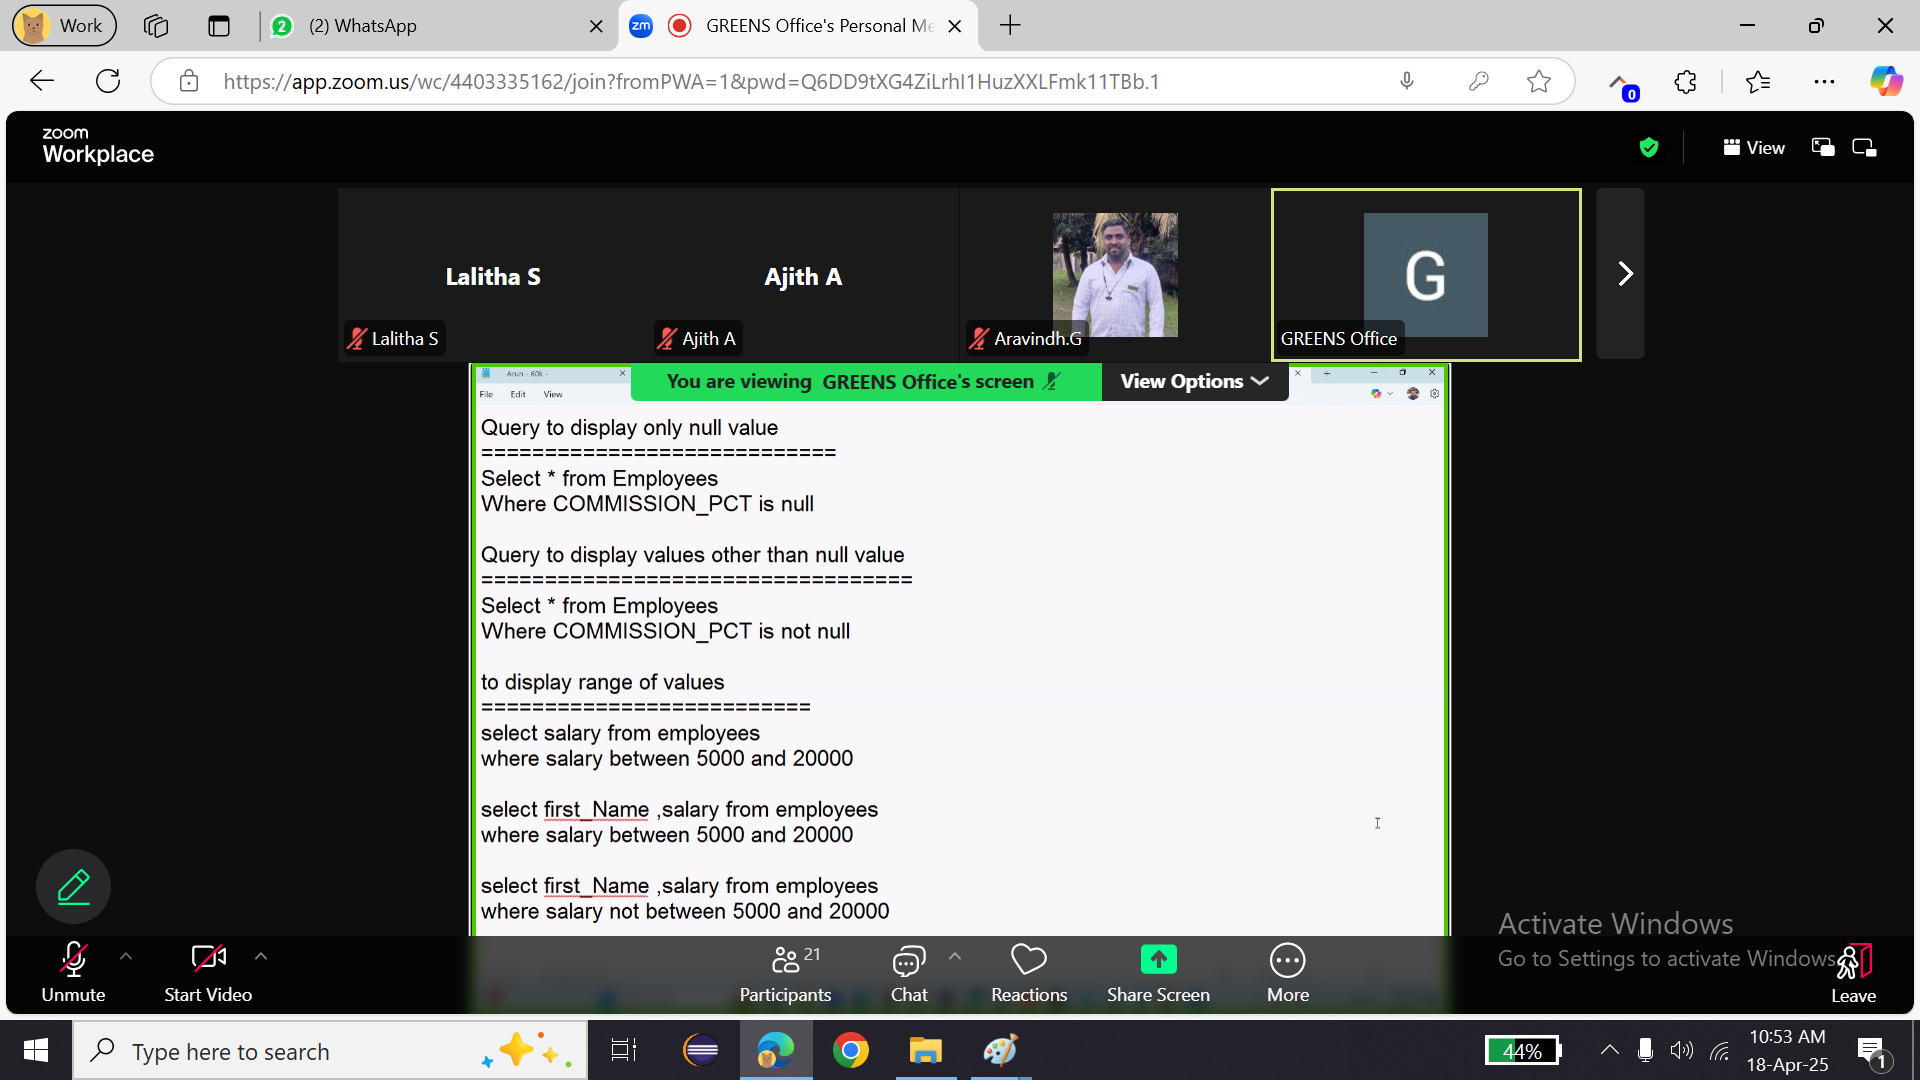 Work
(2) WhatsApp
zm
GREENS Office's Personal Me
https://app.zoom.us/wc/4403335162/join?fromPWA=1&pwd=Q6DD9tXG4ZiLrhI1HuzXXLFmk11TBb.1
0
zoom
Workplace
View
Lalitha S
Ajith A
G
Lalitha S
Ajith A
Aravindh.G
GREENS Office
Arun - 60k -
You are viewing GREENS Office's screen
View Options
File Edit View
Query to display only null value
============================
Select * from Employees
Where COMMISSION_PCT is null
Query to display values other than null value
==================================
Select * from Employees
Where COMMISSION_PCT is not null
to display range of values
==========================
select salary from employees
where salary between 5000 and 20000
select first_Name ,salary from employees
where salary between 5000 and 20000
select first_Name ,salary from employees
where salary not between 5000 and 20000
Activate Windows
Go to Settings to activate Windows.
21
Unmute
Start Video
Participants
Chat
Reactions
Share Screen
More
Leave
Type here to search
44%
10:53 AM
18-Apr-25
1